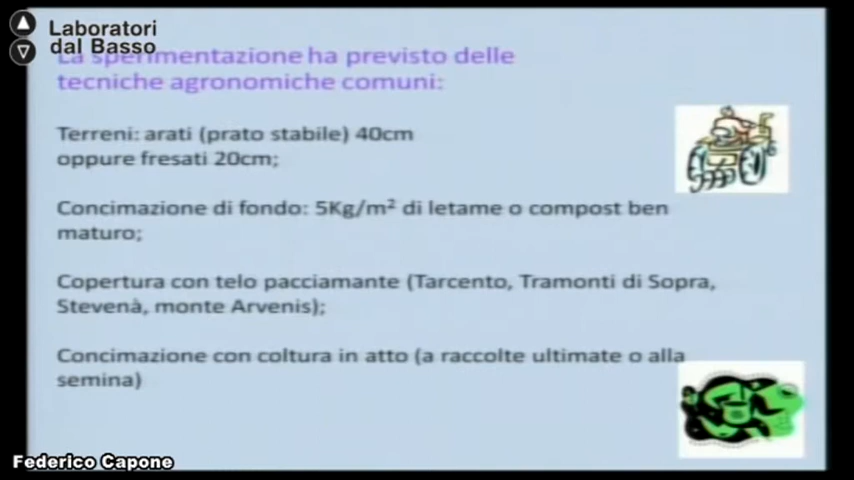 Laboratori
dal Basso
La sperimentazione ha previsto delle
tecniche agronomiche comuni:
Terreni: arati (prato stabile) 40cm
oppure fresati 20cm;
Concimazione di fondo: 5Kg/m² di letame o compost ben
maturo;
Copertura con telo pacciamante (Tarcento, Tramonti di Sopra,
Stevenà, monte Arvenis);
Concimazione con coltura in atto (a raccolte ultimate o alla
semina)
Federico Capone